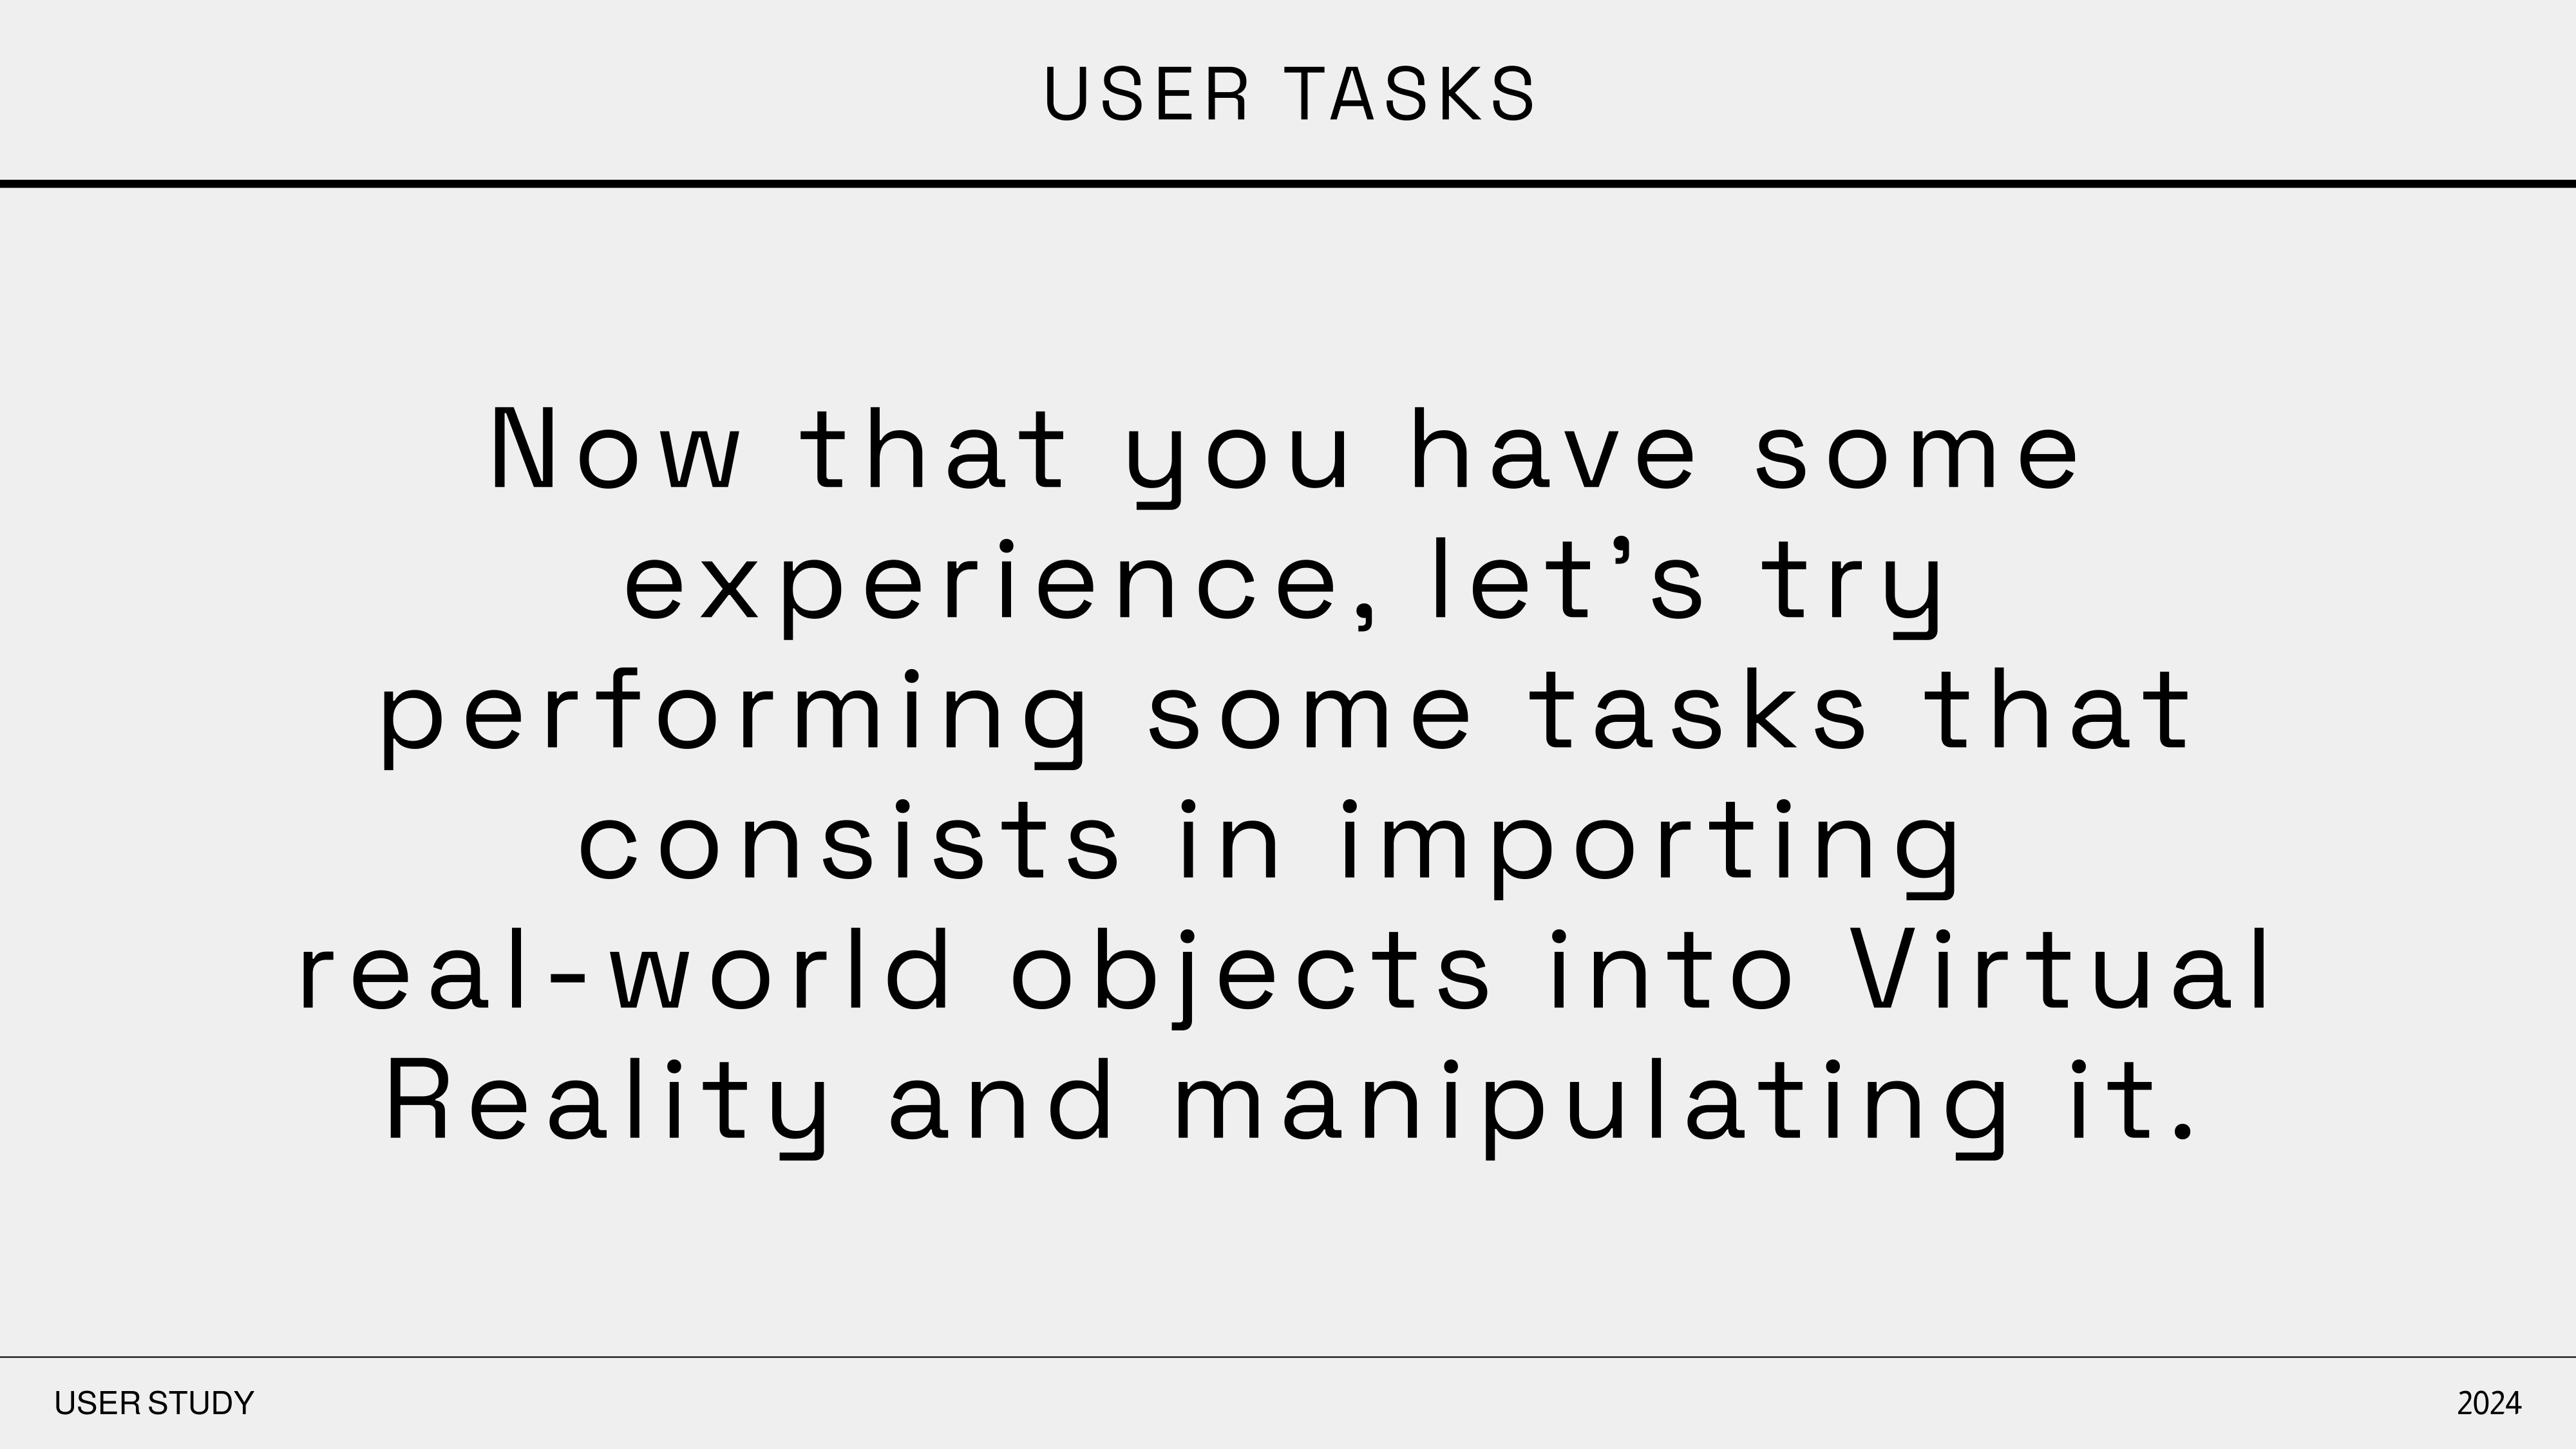 USER TASKS
Now that you have some
experience, let’s try
performing some tasks that
consists in importing
real-world objects into Virtual
Reality and manipulating it.
USER STUDY
2024